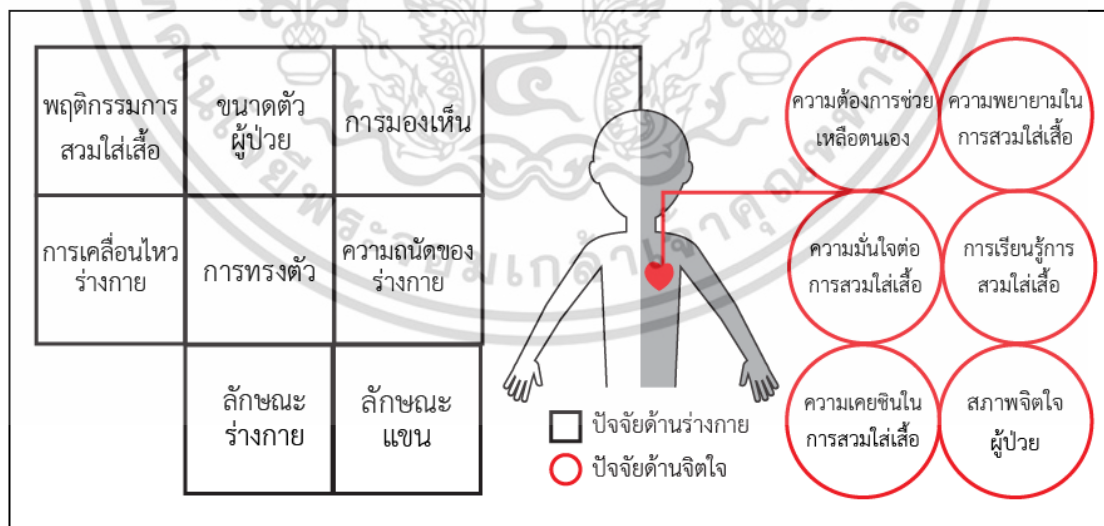 พฤติกรรมการ
สวมใส่เสื้อ
ขนาดตัว
ผู้ป่วย
การมองเห็น
การเคลื่อนไหว
ร่างกาย
การทรงตัว
ความถนัดของ
ร่างกาย
ลักษณะ
ร่างกาย
ลักษณะ
แขน
ปัจจัยด้านร่างกาย
ปัจจัยด้านจิตใจ
ความต้องการช่วย
เหลือตนเอง
ความพยายามใน
การสวมใส่เสื้อ
ความมั่นใจต่อ
การสวมใส่เสื้อ
การเรียนรู้การ
สวมใส่เสื้อ
ความเคยชินใน
การสวมใส่เสื้อ
สภาพจิตใจ
ผู้ป่วย